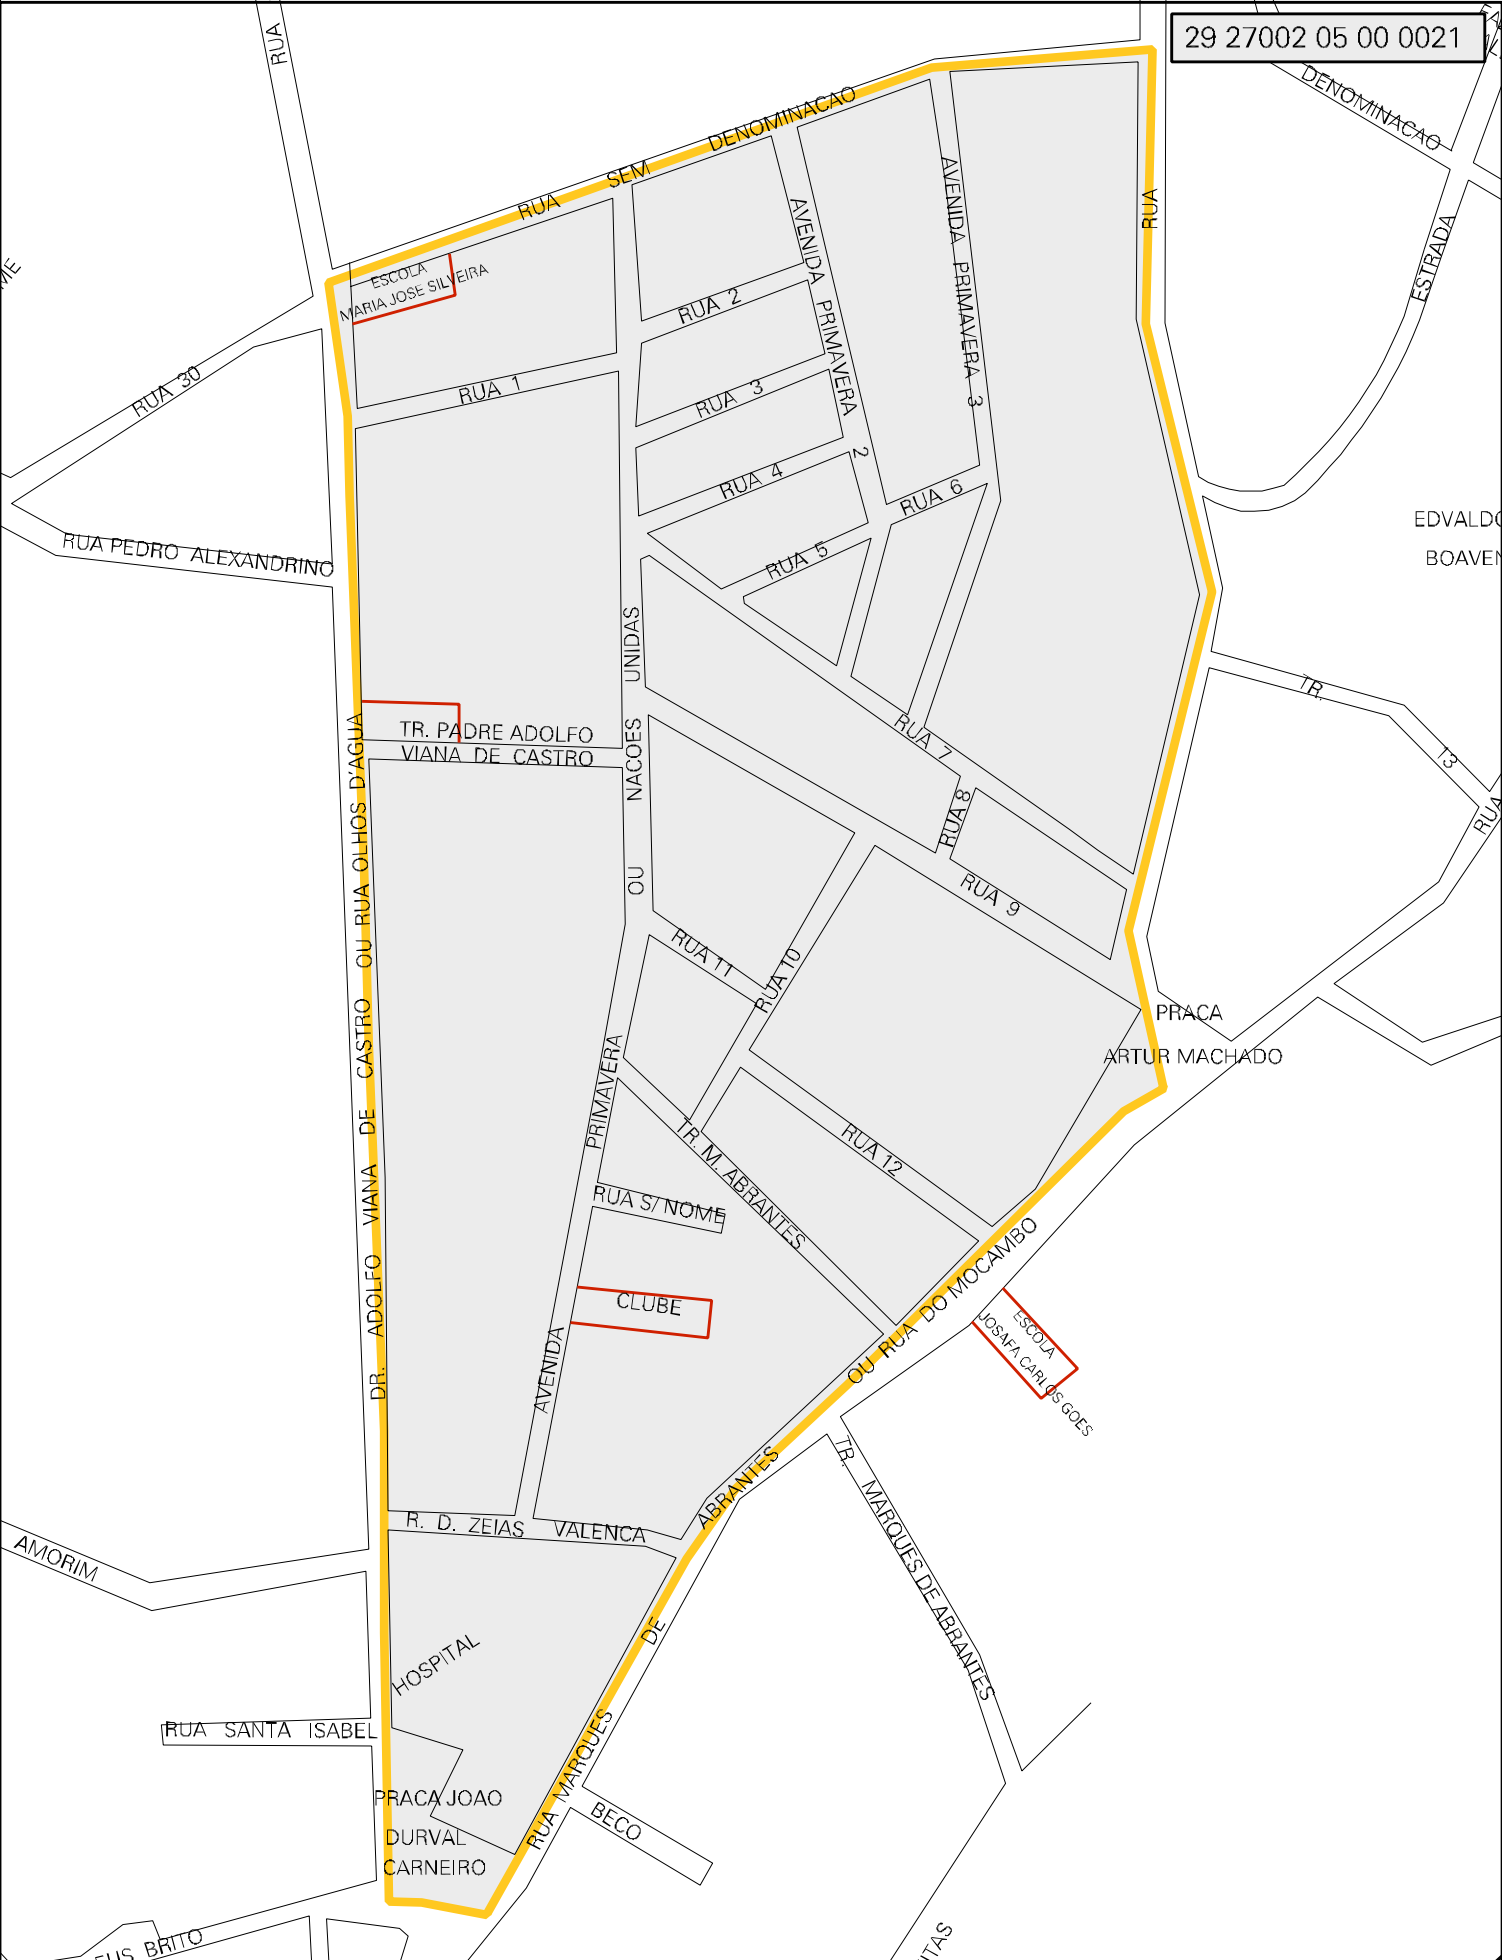 29 27002 05 00 0021
RUA
DENOMINACAO
RUA SEM DENOMINACAO
RUA
ESTRADA
AVENIDA PRIMAVERA 2
AVENIDA PRIMAVERA 3
ESCOLA
MARIA JOSE SILVEIRA
RUA 2
RUA 1
RUA 30
RUA 3
RUA 4
RUA 6
RUA 5
RUA PEDRO ALEXANDRINO
EDVALDO
TR. 13
RUA
RUA 7
TR. PADRE ADOLFO
VIANA DE CASTRO
RUA 8
RUA 9
RUA 11
RUA 10
AVENIDA PRIMAVERA OU NACOES UNIDAS
DR. ADOLFO VIANA DE CASTRO OU RUA OLHOS D'AGUA
PRACA
ARTUR MACHADO
RUA 12
TR. M. ABRANTES
RUA S/ NOME
CLUBE
ESCOLA
JOSAFA CARLOS GOES
RUA MARQUES DE ABRANTES OU RUA DO MOCAMBO
TR. MARQUES DE ABRANTES
R. D. ZEIAS VALENCA
AMORIM
HOSPITAL
RUA SANTA ISABEL
PRACA JOAO
DURVAL
CARNEIRO
BECO
BRITO